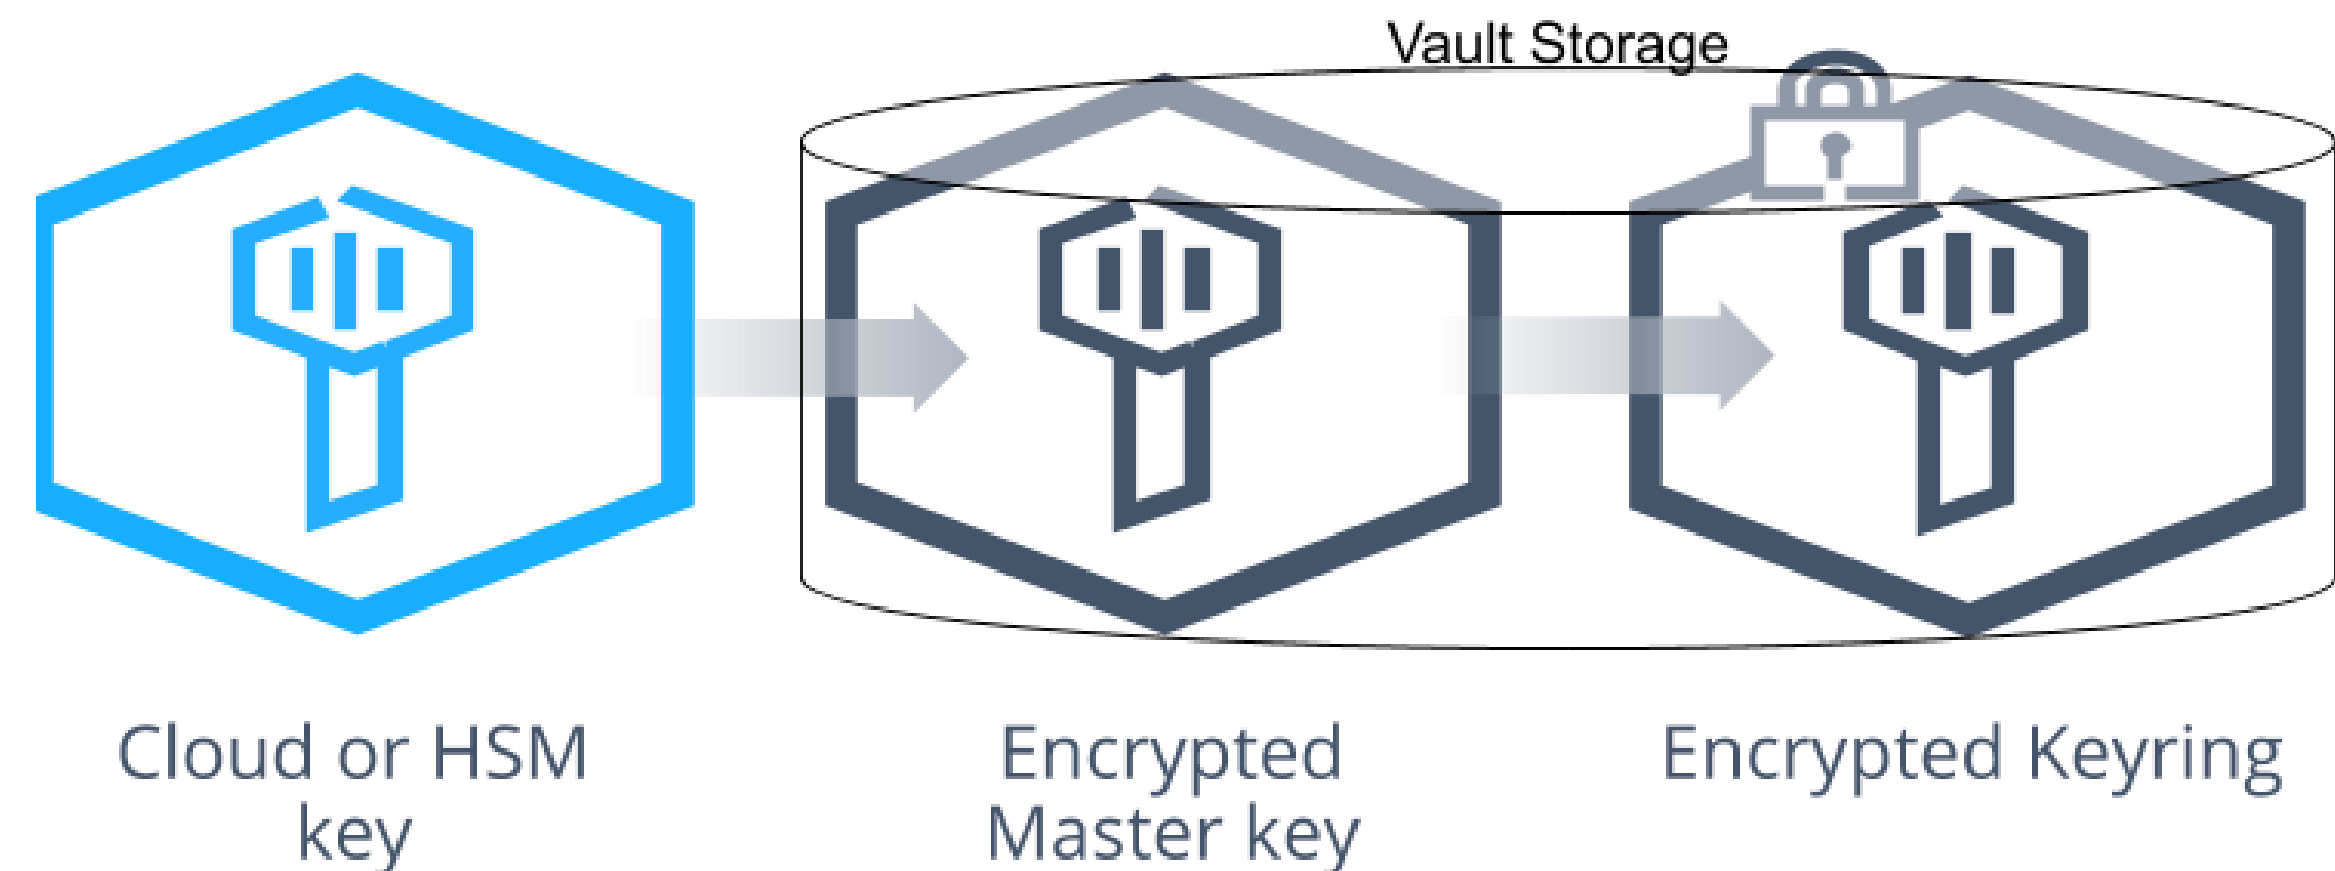 Vault Storage
Cloud or HSM
key
Encrypted
Master key
Encrypted Keyring